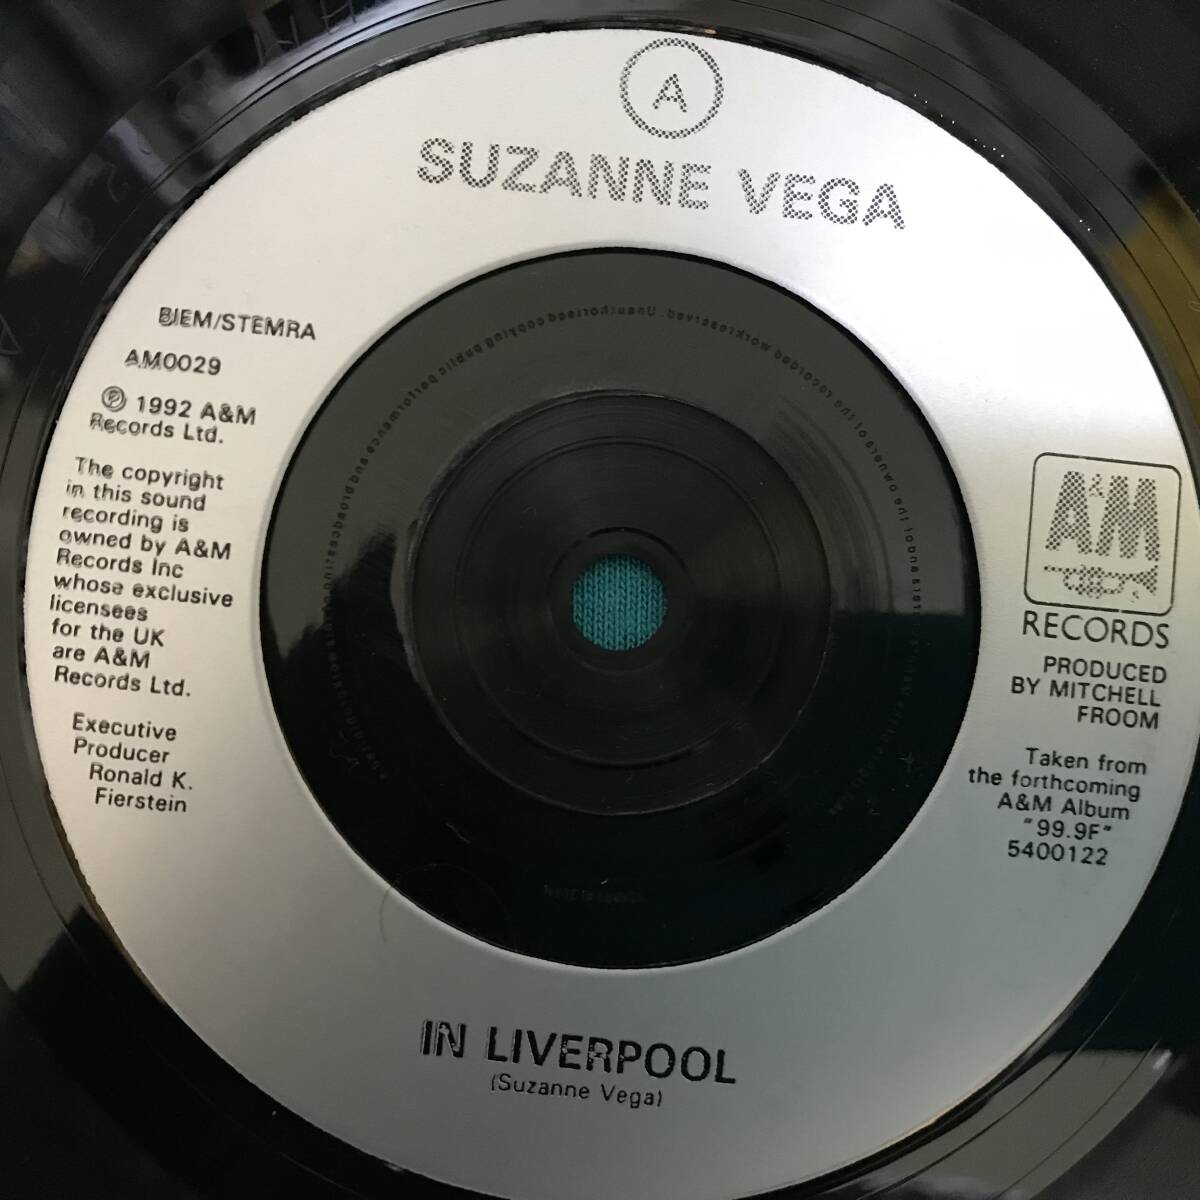 A
SUZANNE VEGA
BIEM/STEMRA
AM0029
℗ 1992 A&M
Records Ltd.
The copyright
in this sound
recording is
owned by A&M
Records Inc
whose exclusive
licensees
for the UK
are A&M
Records Ltd.
Executive
Producer
Ronald K.
Fierstein
A&M
RECORDS
PRODUCED
BY MITCHELL
FROOM
Taken from
the forthcoming
A&M Album
"99.9F"
5400122
IN LIVERPOOL
(Suzanne Vega)